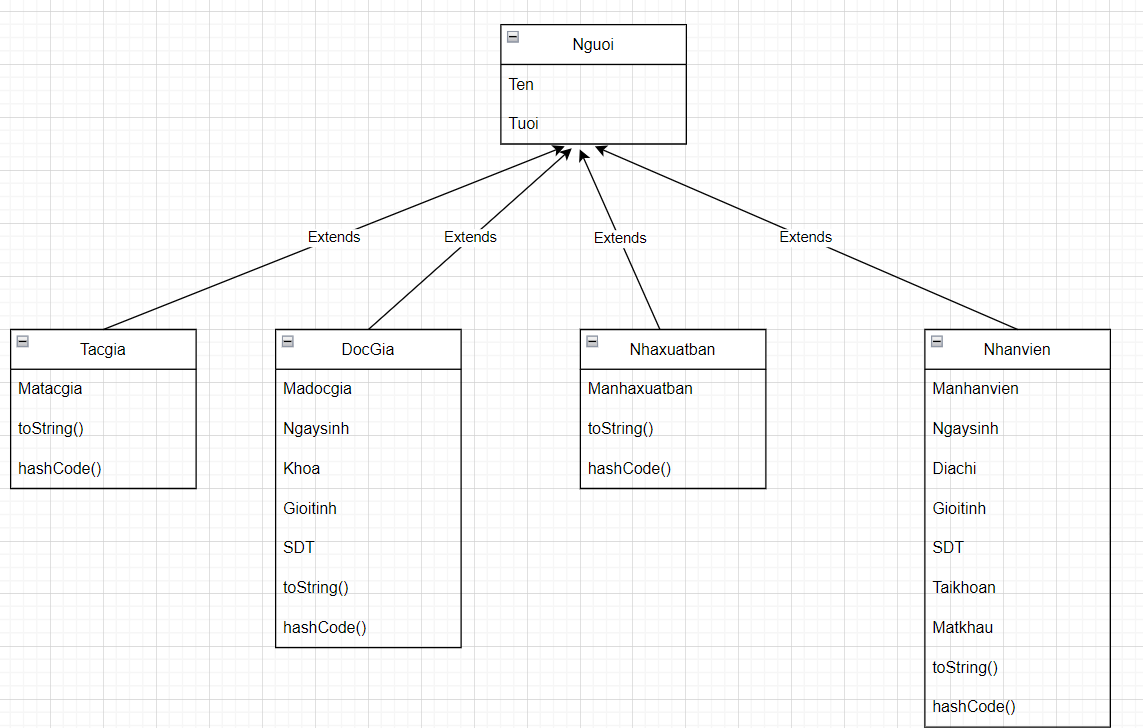 Nguoi
Ten
Tuoi
Extends
Extends
Extends
Extends
Tacgia
Matacgia
toString()
hashCode()
DocGia
Madocgia
Ngaysinh
Khoa
Gioitinh
SDT
toString()
hashCode()
Nhaxuatban
Manhaxuatban
toString()
hashCode()
Nhanvien
Manhanvien
Ngaysinh
Diachi
Gioitinh
SDT
Taikhoan
Matkhau
toString()
hashCode()